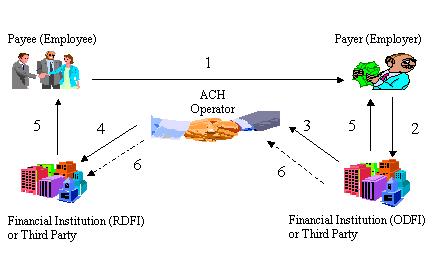 Payee (Employee)
Payer (Employer)
1
ACH
Operator
5
4
3
5
2
6
6
Financial Institution (RDFI)
or Third Party
Financial Institution (ODFI)
or Third Party